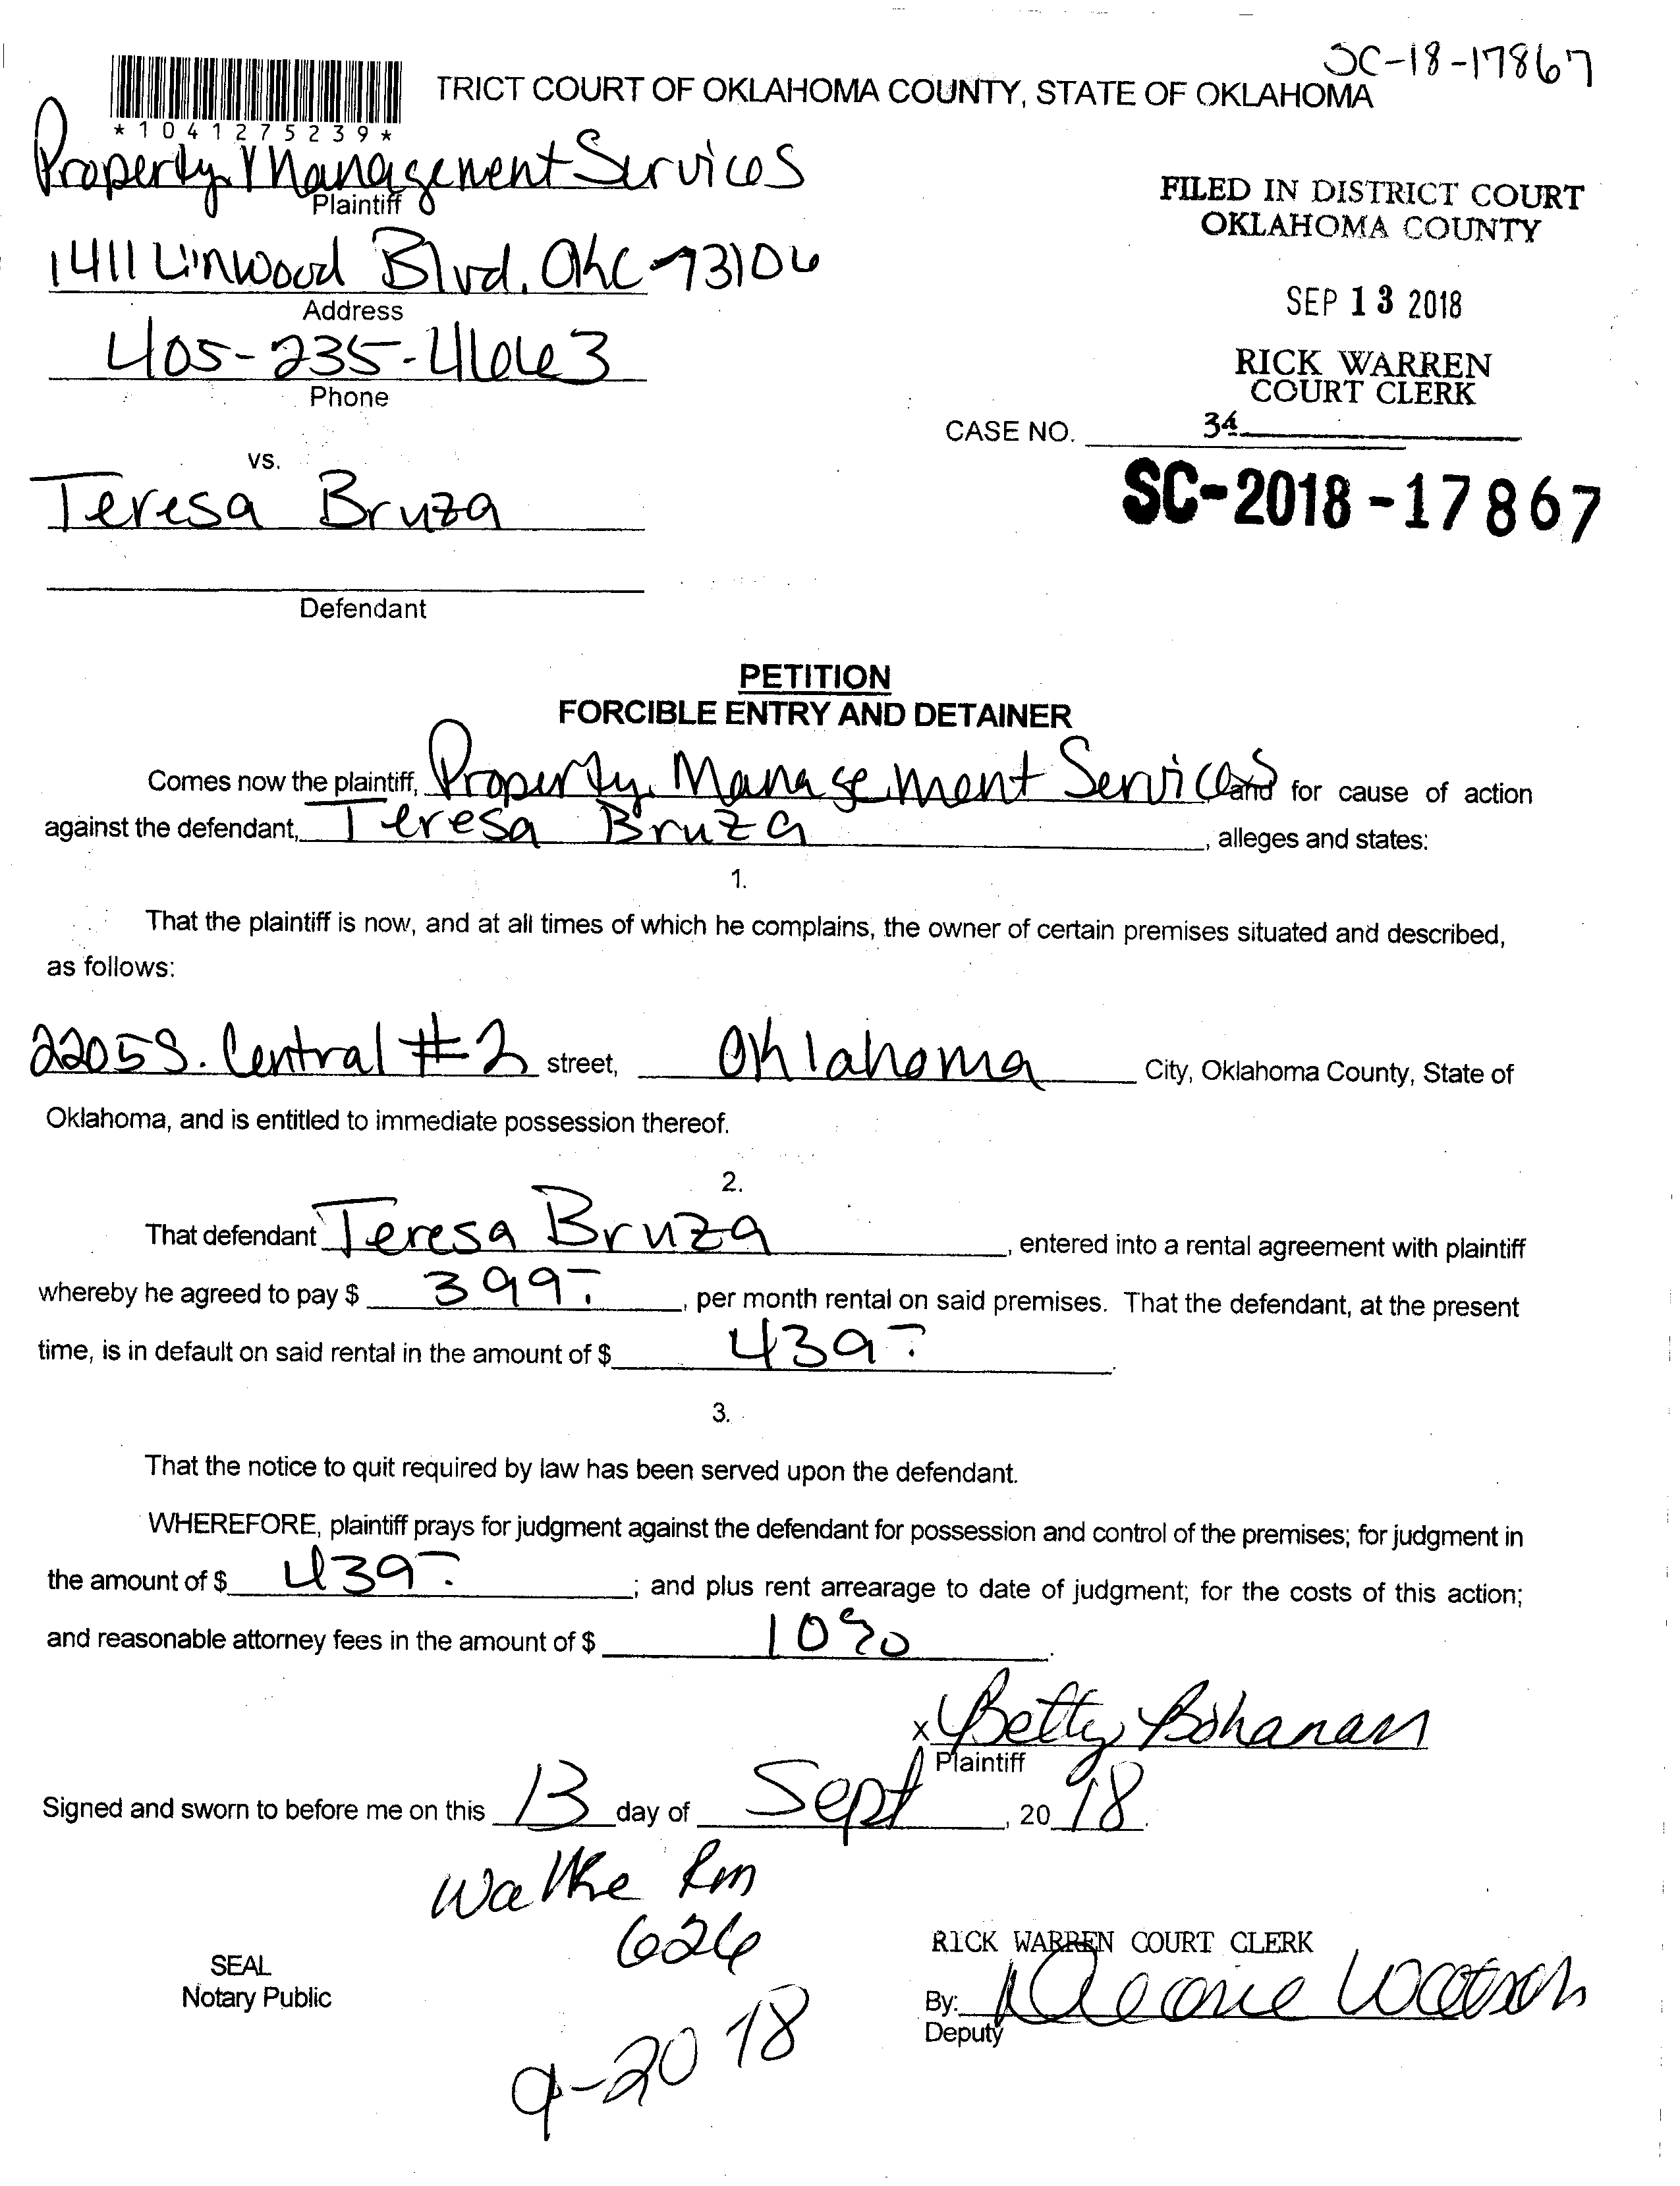 SC-18-17867
TRICT COURT OF OKLAHOMA COUNTY, STATE OF OKLAHOMA
*1041275239*
Property Management Services
Plaintiff
FILED IN DISTRICT COURT
OKLAHOMA COUNTY
1411 Linwood Blvd. OKC 73106
Address
SEP 13 2018
405-235-4663
Phone
RICK WARREN
COURT CLERK
CASE NO. 34
vs.
SC-2018-17867
Teresa Bruza
Defendant
PETITION
FORCIBLE ENTRY AND DETAINER
Comes now the plaintiff, Property Management Services and for cause of action
against the defendant, Teresa Bruza, alleges and states:
1.
That the plaintiff is now, and at all times of which he complains, the owner of certain premises situated and described,
as follows:
2205 S. Central #2 street, Oklahoma City, Oklahoma County, State of
Oklahoma, and is entitled to immediate possession thereof.
2.
That defendant Teresa Bruza, entered into a rental agreement with plaintiff
whereby he agreed to pay $ 399.-, per month rental on said premises. That the defendant, at the present
time, is in default on said rental in the amount of $ 439.-.
3.
That the notice to quit required by law has been served upon the defendant.
WHEREFORE, plaintiff prays for judgment against the defendant for possession and control of the premises; for judgment in
the amount of $ 439.-; and plus rent arrearage to date of judgment; for the costs of this action;
and reasonable attorney fees in the amount of $ 10%.
x Betty Bohanan
Plaintiff
Signed and sworn to before me on this 13 day of Sept, 20 18.
Walke Rm
626
RICK WARREN COURT CLERK
SEAL
Notary Public
By: Watson
Deputy
9-20 18